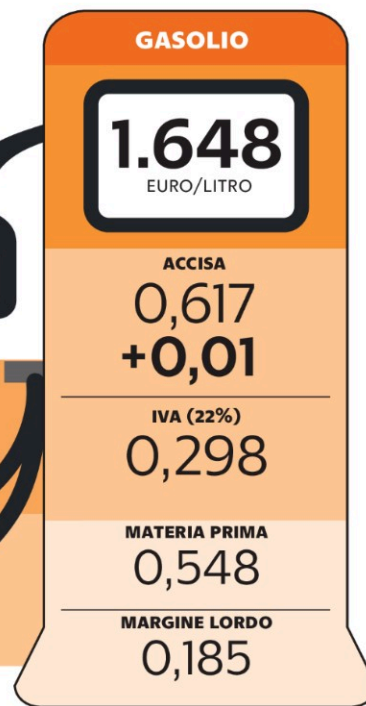 GASOLIO
1.648
EURO/LITRO
ACCISA
0,617
+0,01
IVA (22%)
0,298
MATERIA PRIMA
0,548
MARGINE LORDO
0,185